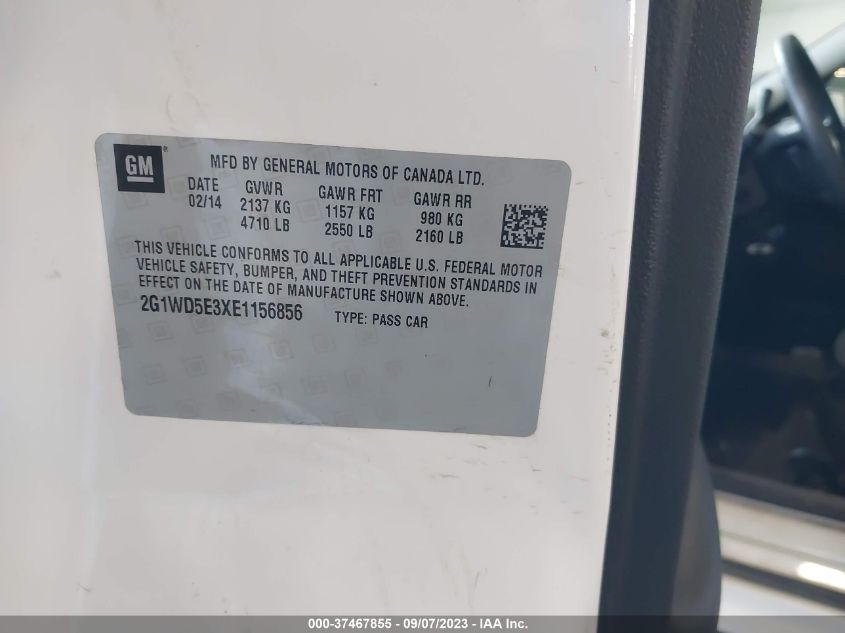 GM ®
MFD BY GENERAL MOTORS OF CANADA LTD.
DATE GVWR GAWR FRT GAWR RR
02/14 2137 KG 1157 KG 980 KG
4710 LB 2550 LB 2160 LB
THIS VEHICLE CONFORMS TO ALL APPLICABLE U.S. FEDERAL MOTOR
VEHICLE SAFETY, BUMPER, AND THEFT PREVENTION STANDARDS IN
EFFECT ON THE DATE OF MANUFACTURE SHOWN ABOVE.
2G1WD5E3XE1156856 TYPE: PASS CAR
000-37467855 - 09/07/2023 - IAA Inc.